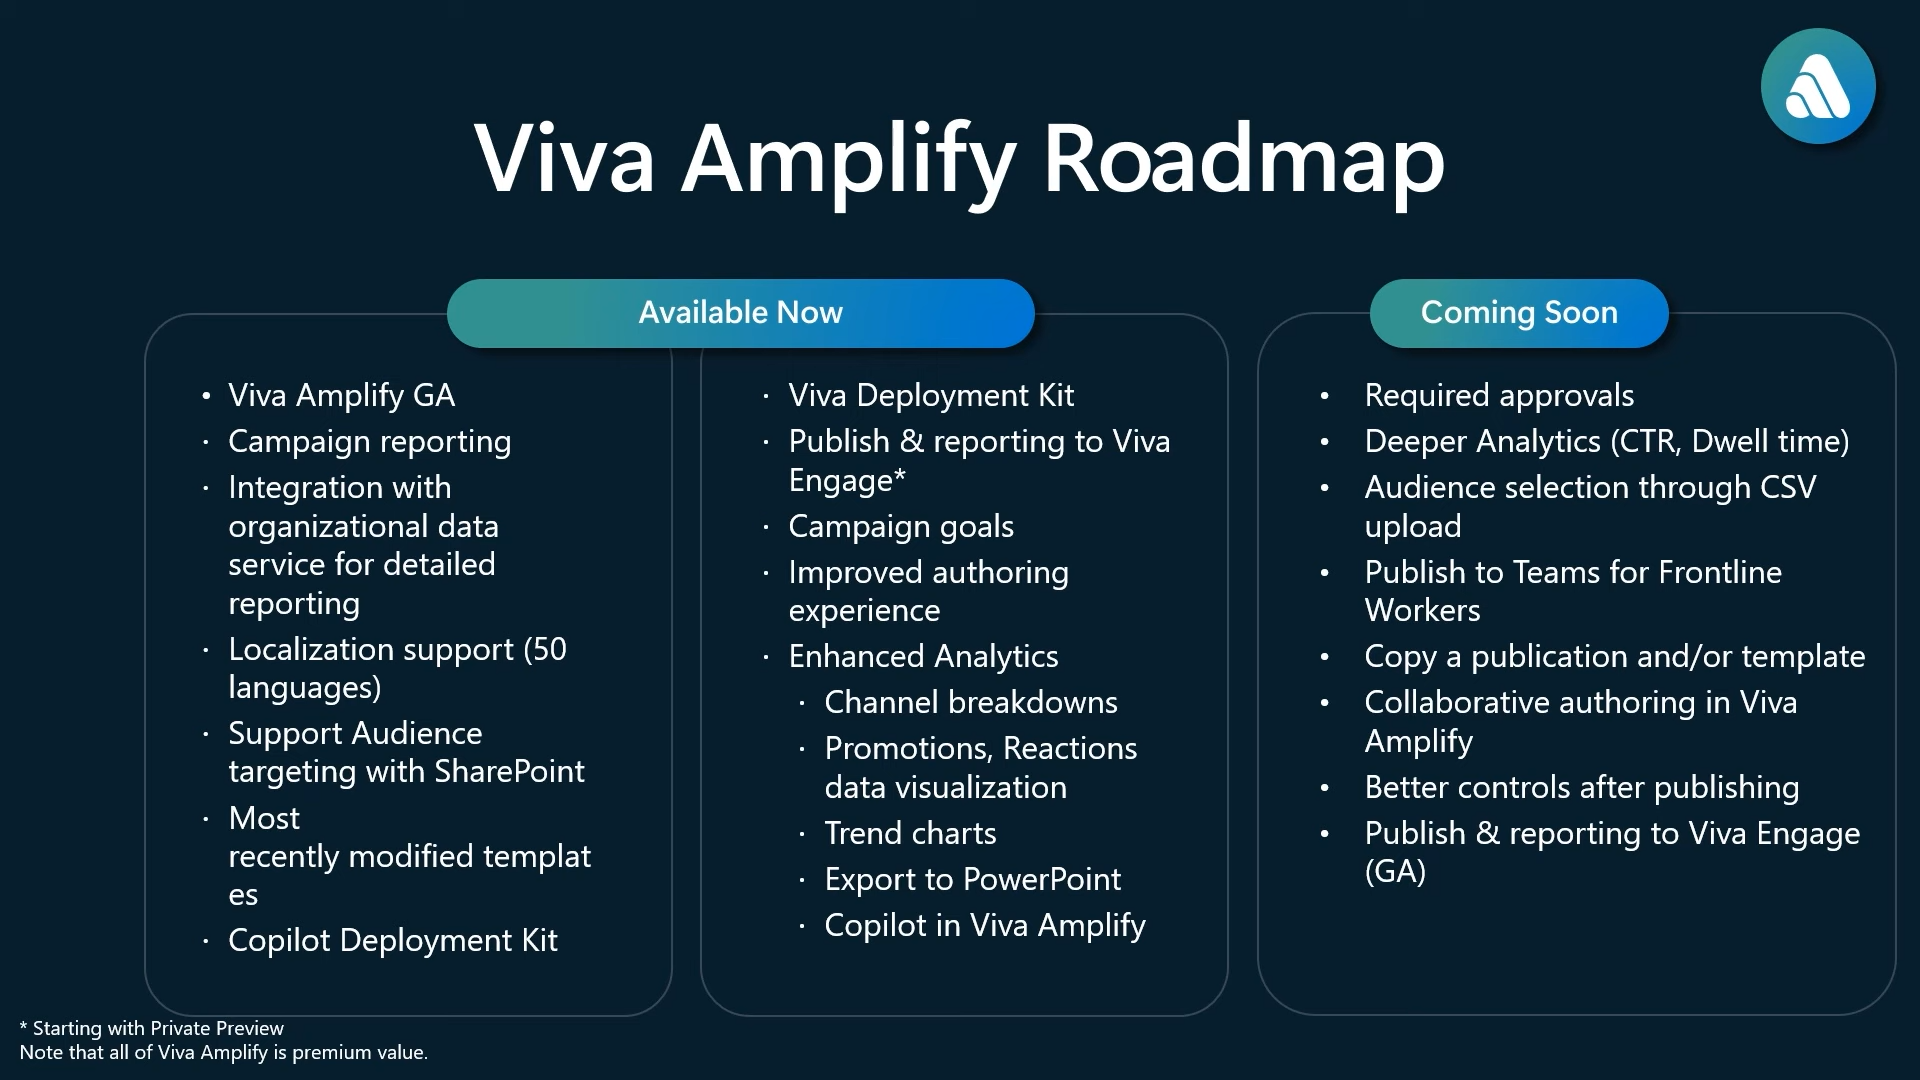 Viva Amplify Roadmap
Available Now
• Viva Amplify GA
· Campaign reporting
· Integration with
organizational data
service for detailed
reporting
· Localization support (50
languages)
· Support Audience
targeting with SharePoint
· Most
recently modified templat
es
· Copilot Deployment Kit
· Viva Deployment Kit
· Publish & reporting to Viva
Engage*
· Campaign goals
· Improved authoring
experience
· Enhanced Analytics
· Channel breakdowns
· Promotions, Reactions
data visualization
· Trend charts
· Export to PowerPoint
· Copilot in Viva Amplify
Coming Soon
• Required approvals
• Deeper Analytics (CTR, Dwell time)
• Audience selection through CSV
upload
• Publish to Teams for Frontline
Workers
• Copy a publication and/or template
• Collaborative authoring in Viva
Amplify
• Better controls after publishing
• Publish & reporting to Viva Engage
(GA)
* Starting with Private Preview
Note that all of Viva Amplify is premium value.